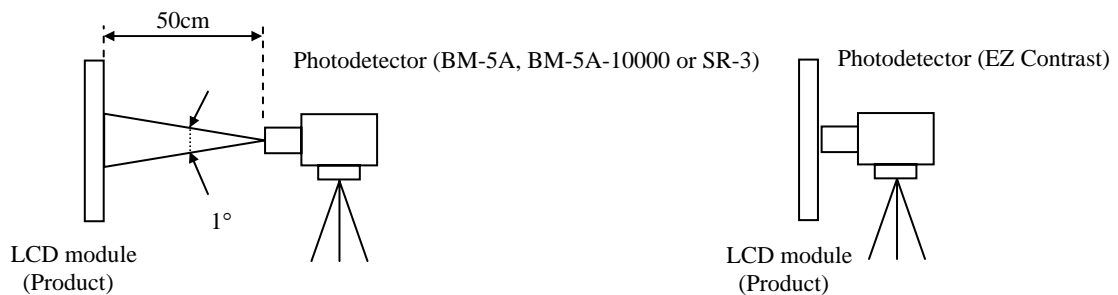 50cm
Photodetector (BM-5A, BM-5A-10000 or SR-3)
1°
LCD module
(Product)
Photodetector (EZ Contrast)
LCD module
(Product)